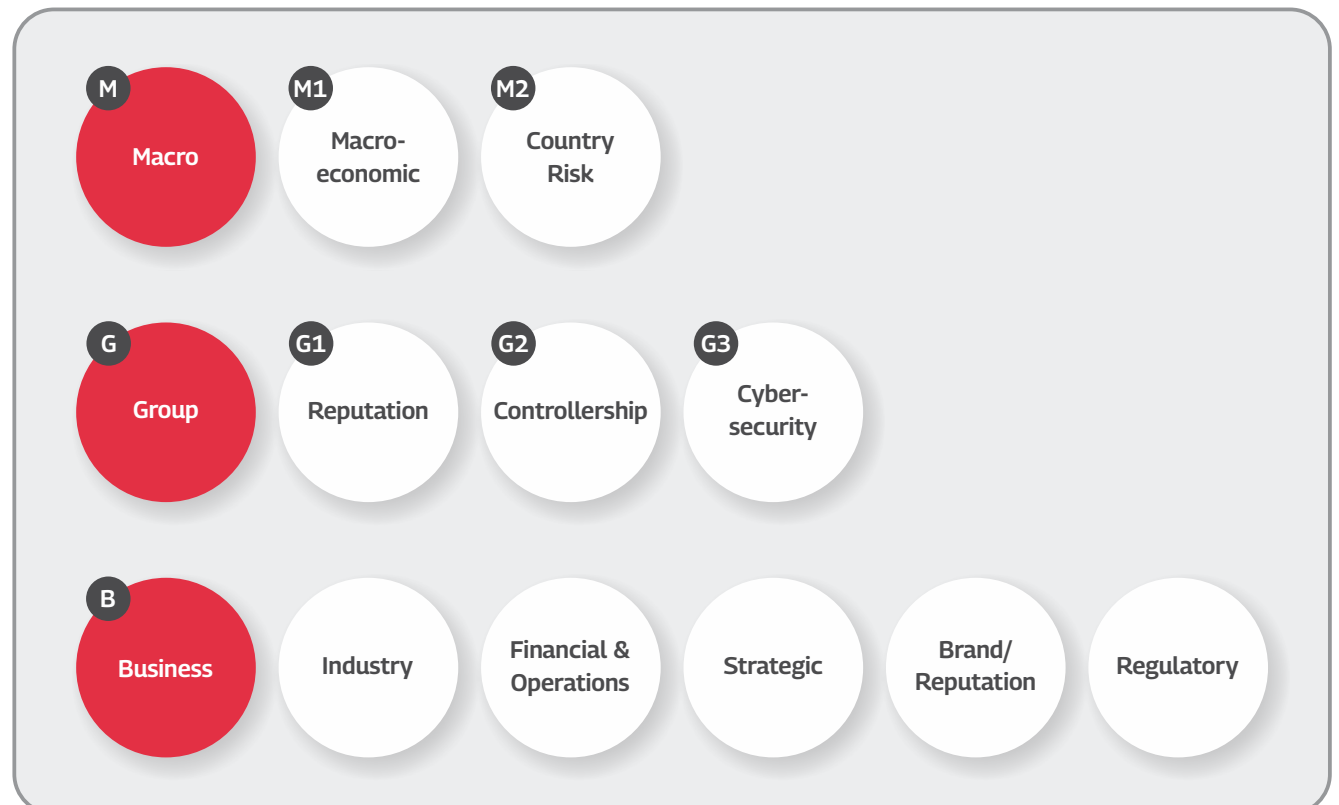 M
Macro
M1
Macro-
economic
M2
Country
Risk
G
Group
G1
Reputation
G2
Controllership
G3
Cyber-
security
B
Business
Industry
Financial &
Operations
Strategic
Brand/
Reputation
Regulatory